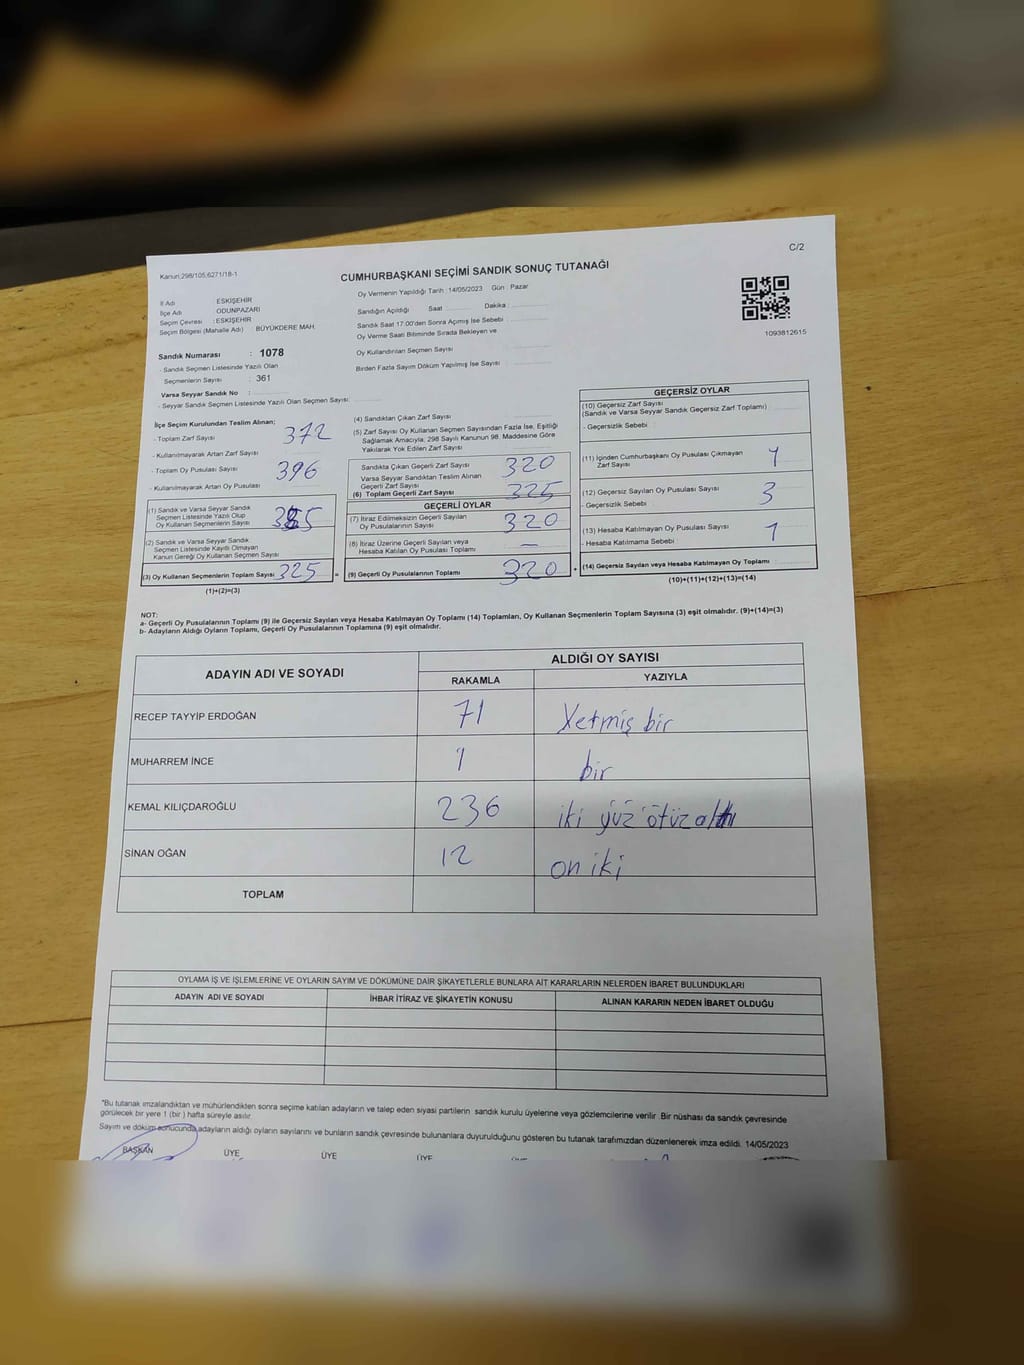 C/2
Kanun:298/105;6271/18-1
CUMHURBAŞKANI SEÇİMİ SANDIK SONUÇ TUTANAĞI
Oy Vermenin Yapıldığı Tarih : 14/05/2023 Gün : Pazar
İl Adı ESKİŞEHİR
İlçe Adı ODUNPAZARI
Seçim Çevresi : ESKİŞEHİR
Seçim Bölgesi (Mahalle Adı) BÜYÜKDERE MAH.
Sandığın Açıldığı Saat Dakika :
Sandık Saat 17:00'den Sonra Açılmış İse Sebebi :
Oy Verme Saati Bitiminde Sırada Bekleyen ve
Oy Kullandırılan Seçmen Sayısı
Birden Fazla Sayım Döküm Yapılmış İse Sayısı
1093812615
Sandık Numarası : 1078
- Sandık Seçmen Listesinde Yazılı Olan
Seçmenlerin Sayısı : 361
Varsa Seyyar Sandık No :
- Seyyar Sandık Seçmen Listesinde Yazılı Olan Seçmen Sayısı:
İlçe Seçim Kurulundan Teslim Alınan;
- Toplam Zarf Sayısı 372
- Kullanılmayarak Artan Zarf Sayısı
- Toplam Oy Pusulası Sayısı 396
- Kullanılmayarak Artan Oy Pusulası
(1) Sandık ve Varsa Seyyar Sandık
Seçmen Listesinde Yazılı Olup
Oy Kullanan Seçmenlerin Sayısı
(2) Sandık ve Varsa Seyyar Sandık
Seçmen Listesinde Kayıtlı Olmayan
Kanun Gereği Oy Kullanan Seçmen Sayısı
(3) Oy Kullanan Seçmenlerin Toplam Sayısı 325
(1)+(2)=(3)
=
(4) Sandıktan Çıkan Zarf Sayısı
(5) Zarf Sayısı Oy Kullanan Seçmen Sayısından Fazla İse, Eşitliği
Sağlamak Amacıyla, 298 Sayılı Kanunun 98. Maddesine Göre
Yakılarak Yok Edilen Zarf Sayısı
Sandıkta Çıkan Geçerli Zarf Sayısı 320
Varsa Seyyar Sandıktan Teslim Alınan
Geçerli Zarf Sayısı
(6) Toplam Geçerli Zarf Sayısı 325
GEÇERLİ OYLAR
(7) İtiraz Edilmeksizin Geçerli Sayılan
Oy Pusulalarının Sayısı 320
(8) İtiraz Üzerine Geçerli Sayılan veya
Hesaba Katılan Oy Pusulası Toplamı —
(9) Geçerli Oy Pusulalarının Toplamı 320
+
GEÇERSİZ OYLAR
(10) Geçersiz Zarf Sayısı
(Sandık ve Varsa Seyyar Sandık Geçersiz Zarf Toplamı)
- Geçersizlik Sebebi
(11) İçinden Cumhurbaşkanı Oy Pusulası Çıkmayan
Zarf Sayısı 1
(12) Geçersiz Sayılan Oy Pusulası Sayısı 3
- Geçersizlik Sebebi
(13) Hesaba Katılmayan Oy Pusulası Sayısı 1
- Hesaba Katılmama Sebebi :
(14) Geçersiz Sayılan veya Hesaba Katılmayan Oy Toplamı
(10)+(11)+(12)+(13)=(14)
NOT:
a- Geçerli Oy Pusulalarının Toplamı (9) ile Geçersiz Sayılan veya Hesaba Katılmayan Oy Toplamı (14) Toplamları, Oy Kullanan Seçmenlerin Toplam Sayısına (3) eşit olmalıdır. (9)+(14)=(3)
b- Adayların Aldığı Oyların Toplamı, Geçerli Oy Pusulalarının Toplamına (9) eşit olmalıdır.
ADAYIN ADI VE SOYADI ALDIĞI OY SAYISI
RAKAMLA YAZIYLA
RECEP TAYYİP ERDOĞAN 71 Yetmiş bir
MUHARREM İNCE 1 bir
KEMAL KILIÇDAROĞLU 236 iki yüz otuz altı
SİNAN OĞAN 12 on iki
TOPLAM
OYLAMA İŞ VE İŞLEMLERİNE VE OYLARIN SAYIM VE DÖKÜMÜNE DAİR ŞİKAYETLERLE BUNLARA AİT KARARLARIN NELERDEN İBARET BULUNDUKLARI
ADAYIN ADI VE SOYADI İHBAR İTİRAZ VE ŞİKAYETİN KONUSU ALINAN KARARIN NEDEN İBARET OLDUĞU
"Bu tutanak imzalandıktan ve mühürlendikten sonra seçime katılan adayların ve talep eden siyasi partilerin sandık kurulu üyelerine veya gözlemcilerine verilir. Bir nüshası da sandık çevresinde
görülecek bir yere 1 (bir ) hafta süreyle asılır.
Sayım ve döküm sonucunda adayların aldığı oyların sayılarını ve bunların sandık çevresinde bulunanlara duyurulduğunu gösteren bu tutanak tarafımızdan düzenlenerek imza edildi. 14/05/2023
BAŞKAN ÜYE ÜYE ÜYE